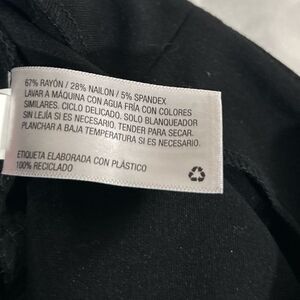 67% RAYÓN / 28% NAILON / 5% SPANDEX
LAVAR A MÁQUINA CON AGUA FRÍA CON COLORES
SIMILARES. CICLO DELICADO. SOLO BLANQUEADOR
SIN LEJÍA SI ES NECESARIO. TENDER PARA SECAR.
PLANCHAR A BAJA TEMPERATURA SI ES NECESARIO.
ETIQUETA ELABORADA CON PLÁSTICO
100% RECICLADO